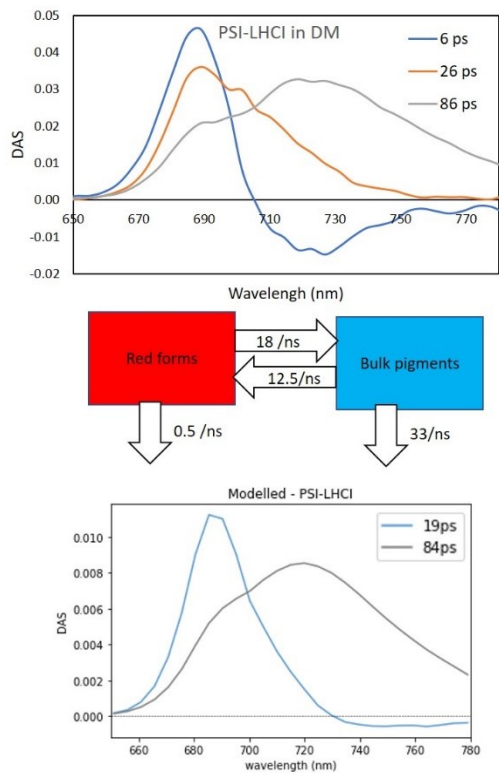 0.05
PSI-LHCI in DM
6 ps
0.04
26 ps
0.03
86 ps
DAS
0.02
0.01
0.00
650 670 690 710 730 750 770
-0.01
-0.02
Wavelengh (nm)
Red forms
18 /ns
12.5/ns
Bulk pigments
0.5 /ns
33/ns
Modelled - PSI-LHCI
19ps
84ps
0.010
0.008
0.006
DAS
0.004
0.002
0.000
660 680 700 720 740 760 780
wavelength (nm)